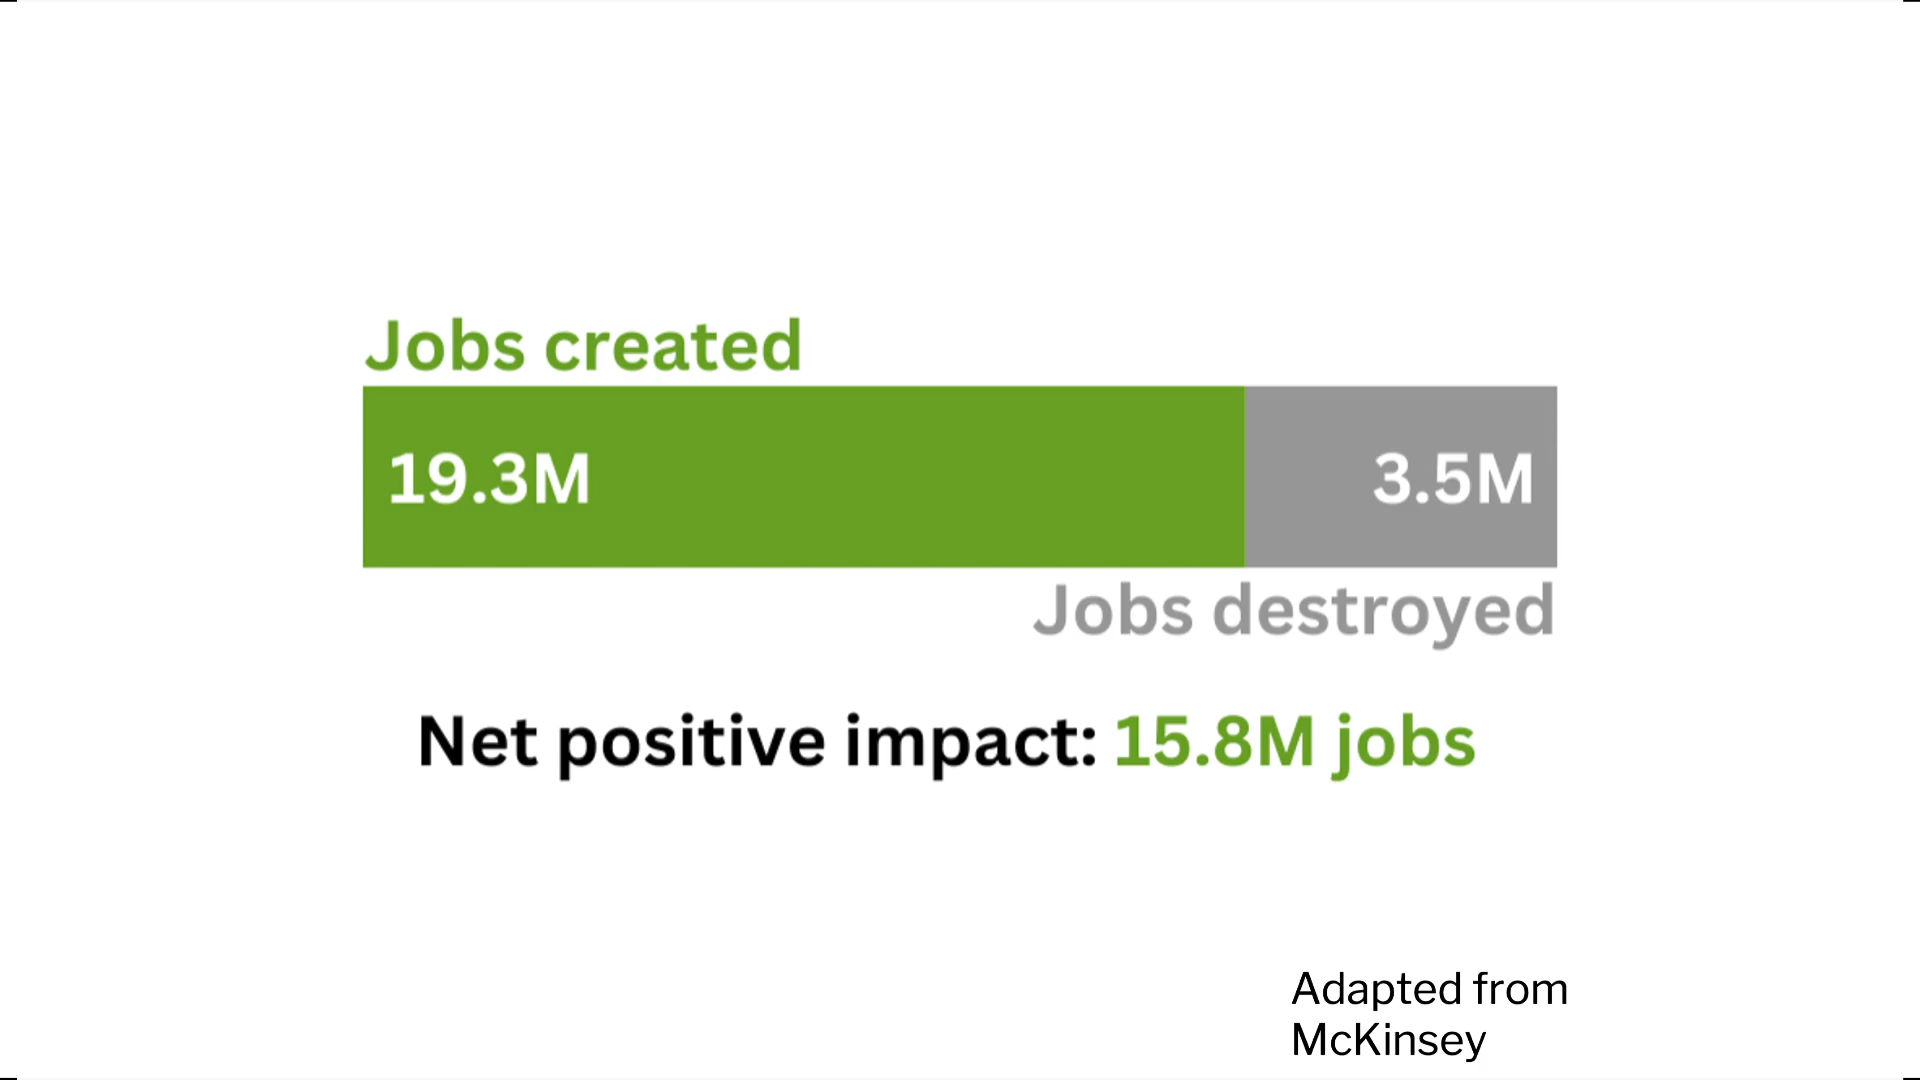 Jobs created
19.3M
3.5M
Jobs destroyed
Net positive impact: 15.8M jobs
Adapted from
McKinsey